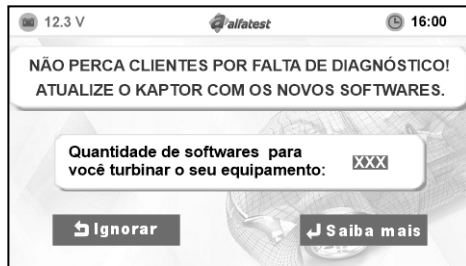 12.3 V alfatest 16:00
NÃO PERCA CLIENTES POR FALTA DE DIAGNÓSTICO!
ATUALIZE O KAPTOR COM OS NOVOS SOFTWARES.
Quantidade de softwares para
você turbinar o seu equipamento: XXX
Ignorar Saiba mais